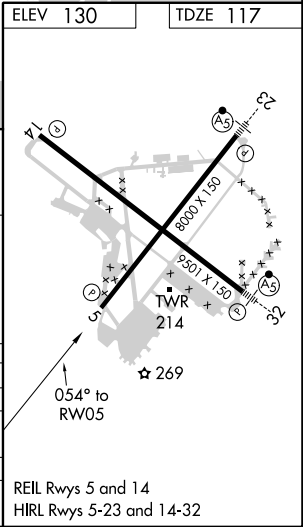 ELEV 130
TDZE 117
A5
23
14
P
P
8000 X 150
9501 X 150
P
A5
5
TWR
214
P
32
269
054° to
RW05
REIL Rwys 5 and 14
HIRL Rwys 5-23 and 14-32